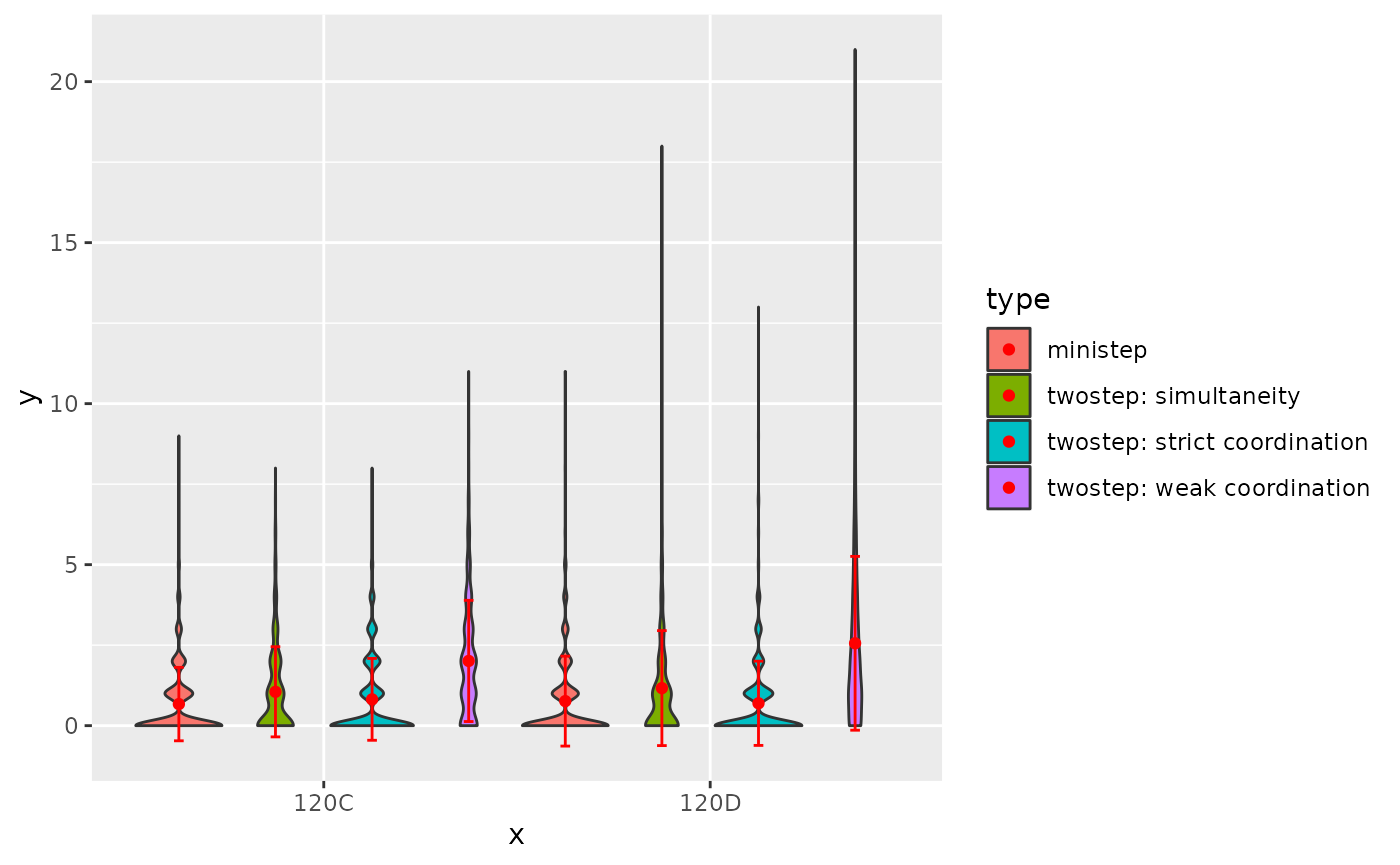 20
15
10
5
0
y
120C
120D
x
type
ministep
twostep: simultaneity
twostep: strict coordination
twostep: weak coordination